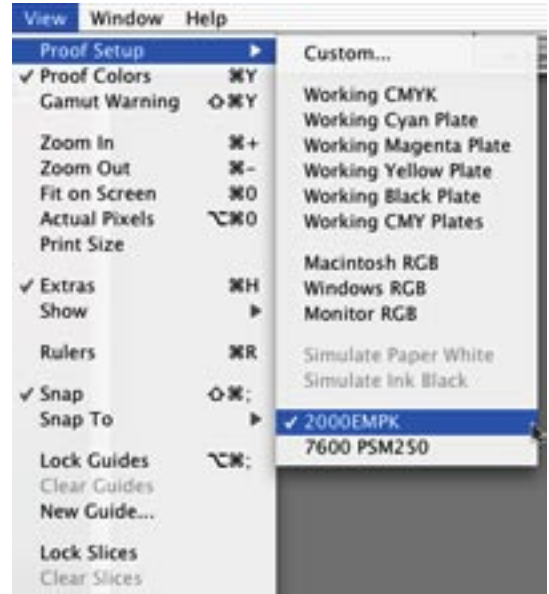 View Window Help
Proof Setup
✓ Proof Colors ⌘Y
Gamut Warning ⇧⌘Y
Zoom In ⌘+
Zoom Out ⌘-
Fit on Screen ⌘0
Actual Pixels ⌥⌘0
Print Size
✓ Extras ⌘H
Show
Rulers ⌘R
✓ Snap ⇧⌘;
Snap To
Lock Guides ⌥⌘;
Clear Guides
New Guide...
Lock Slices
Clear Slices
Custom...
Working CMYK
Working Cyan Plate
Working Magenta Plate
Working Yellow Plate
Working Black Plate
Working CMY Plates
Macintosh RGB
Windows RGB
Monitor RGB
Simulate Paper White
Simulate Ink Black
✓ 2000EMPK
7600 PSM250